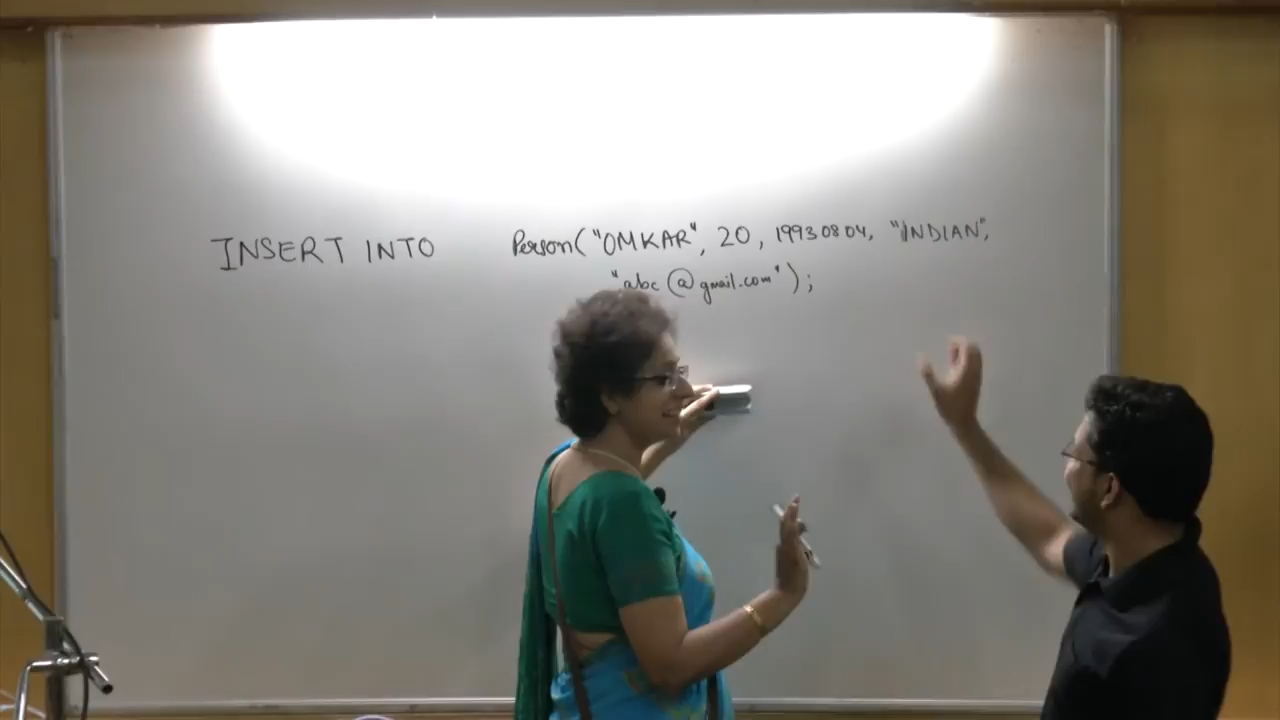 INSERT INTO Person("OMKAR", 20, 19930804, "INDIAN",
"abc@gmail.com");